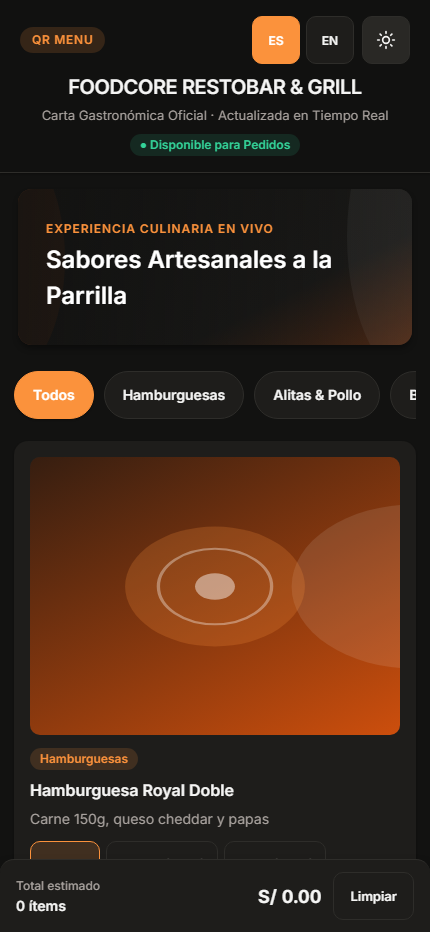 QR MENU
ES
EN
FOODCORE RESTOBAR & GRILL
Carta Gastronómica Oficial · Actualizada en Tiempo Real
● Disponible para Pedidos
EXPERIENCIA CULINARIA EN VIVO
Sabores Artesanales a la
Parrilla
Todos
Hamburguesas
Alitas & Pollo
Hamburguesas
Hamburguesa Royal Doble
Carne 150g, queso cheddar y papas
Total estimado
0 ítems
S/ 0.00
Limpiar